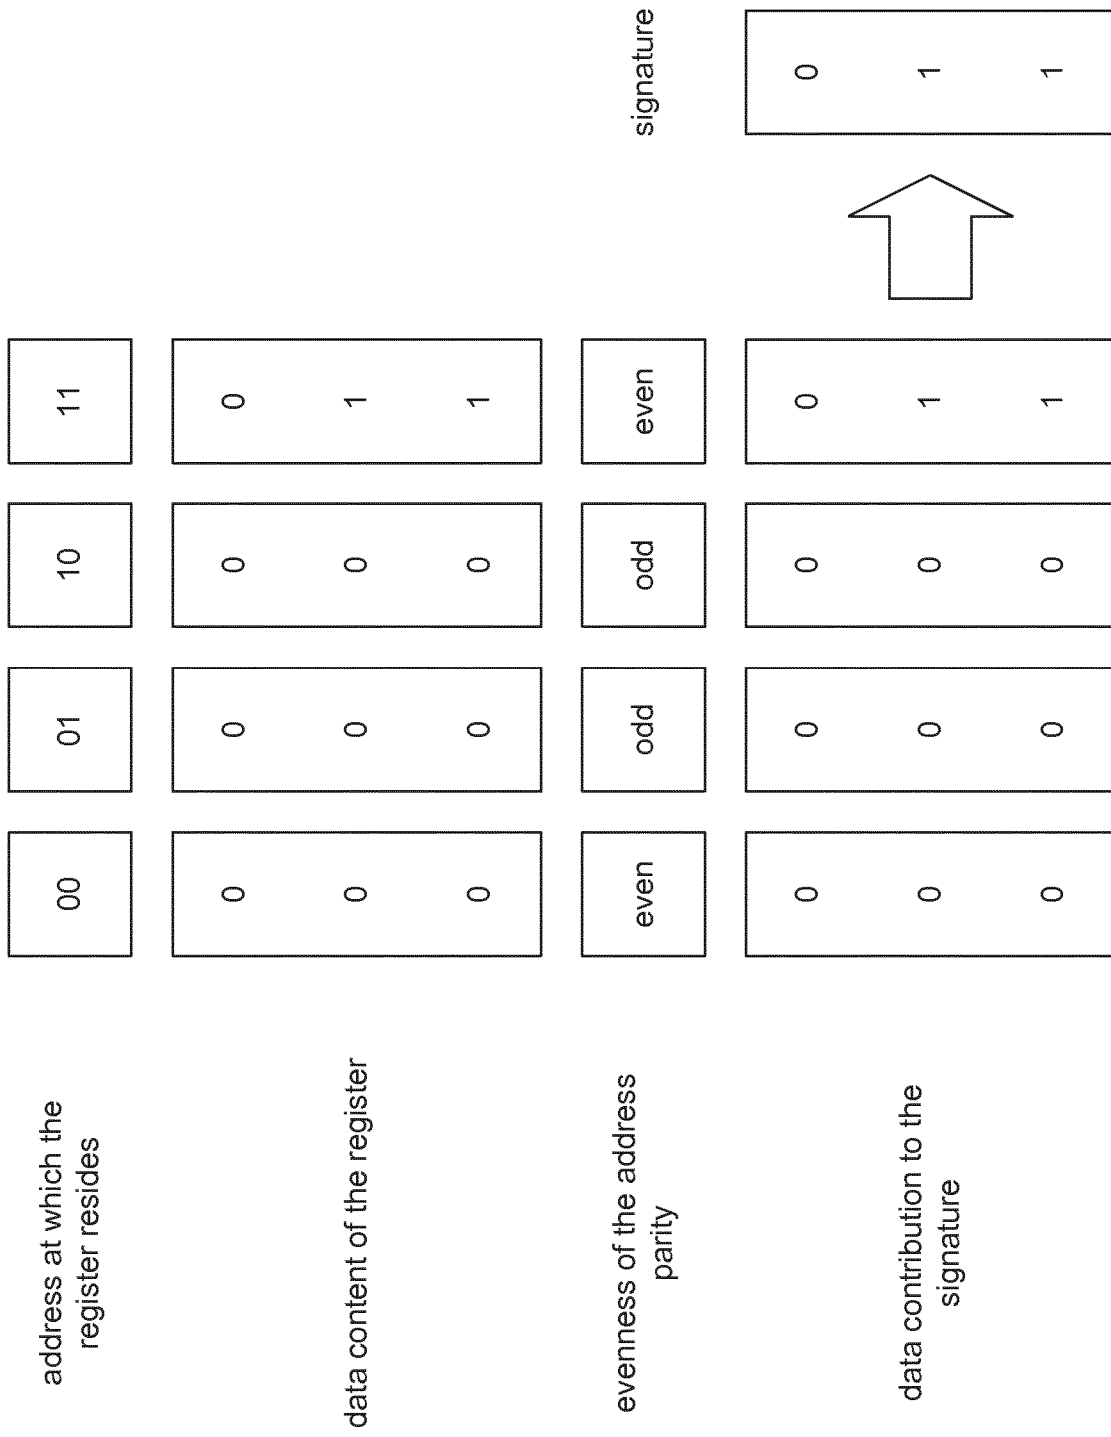 address at which the
register resides
00 01 10 11
0 0 0 0
data content of the register
0 0 0 1
0 0 0 1
evenness of the address
parity
even odd odd even
signature
0 0 0 0 0
data contribution to the
signature
0 0 0 1 1
0 0 0 1 1